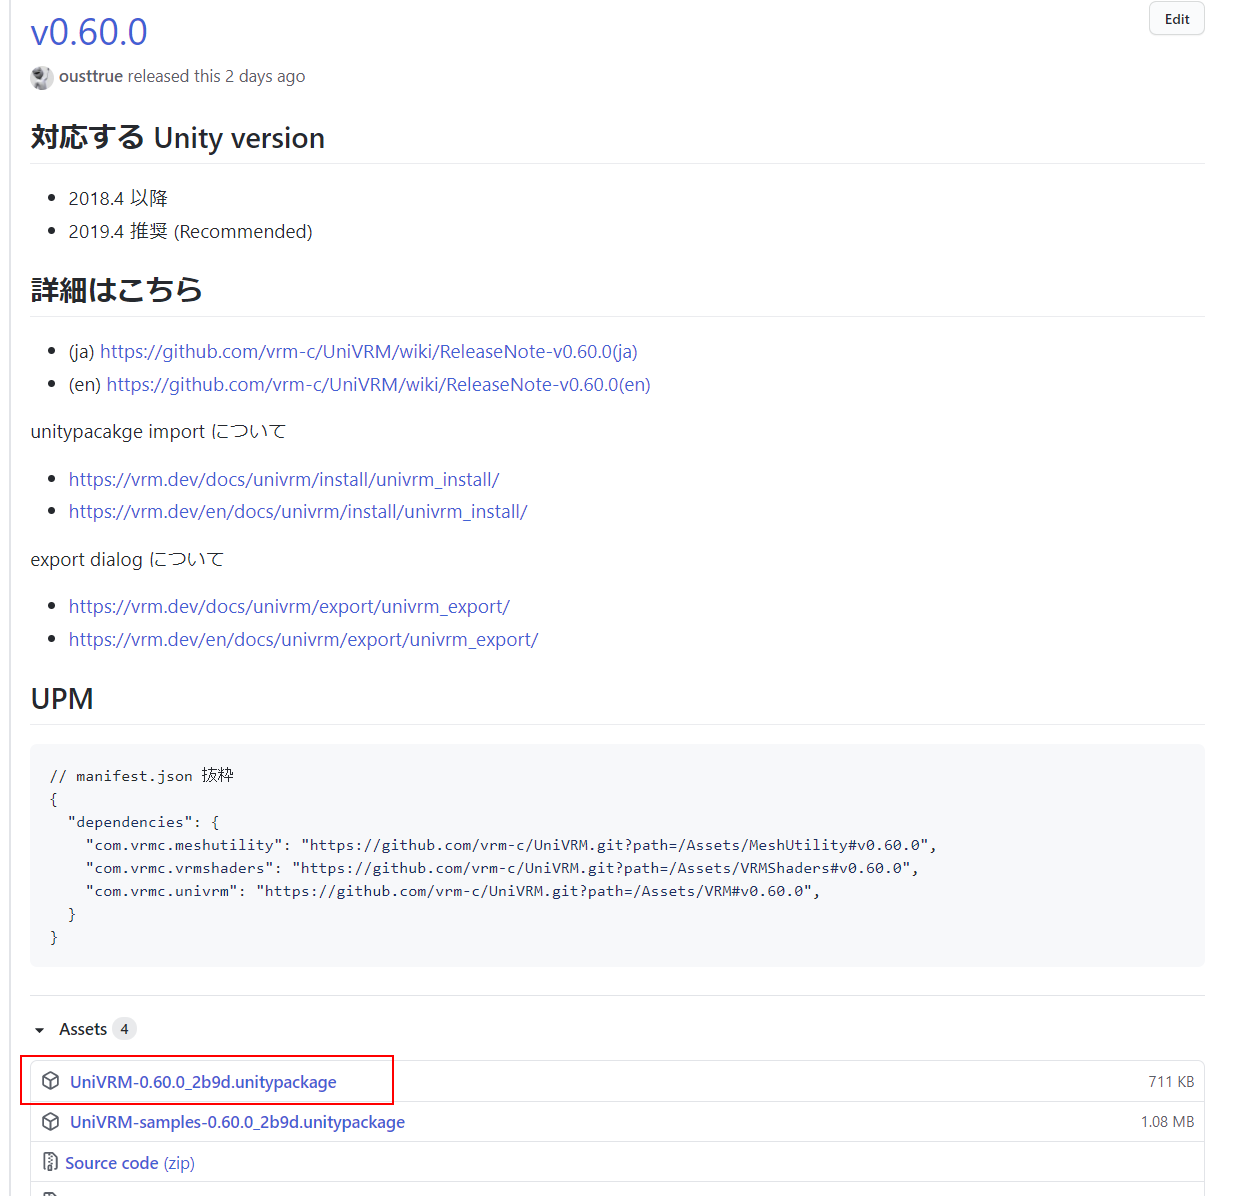 v0.60.0
Edit
ousttrue released this 2 days ago
対応する Unity version
2018.4 以降
2019.4 推奨 (Recommended)
詳細はこちら
(ja) https://github.com/vrm-c/UniVRM/wiki/ReleaseNote-v0.60.0(ja)
(en) https://github.com/vrm-c/UniVRM/wiki/ReleaseNote-v0.60.0(en)
unitypacakge import について
https://vrm.dev/docs/univrm/install/univrm_install/
https://vrm.dev/en/docs/univrm/install/univrm_install/
export dialog について
https://vrm.dev/docs/univrm/export/univrm_export/
https://vrm.dev/en/docs/univrm/export/univrm_export/
UPM
// manifest.json 抜粋
{
"dependencies": {
"com.vrmc.meshutility": "https://github.com/vrm-c/UniVRM.git?path=/Assets/MeshUtility#v0.60.0",
"com.vrmc.vrmshaders": "https://github.com/vrm-c/UniVRM.git?path=/Assets/VRMShaders#v0.60.0",
"com.vrmc.univrm": "https://github.com/vrm-c/UniVRM.git?path=/Assets/VRM#v0.60.0",
}
}
Assets 4
UniVRM-0.60.0_2b9d.unitypackage 711 KB
UniVRM-samples-0.60.0_2b9d.unitypackage 1.08 MB
Source code (zip)